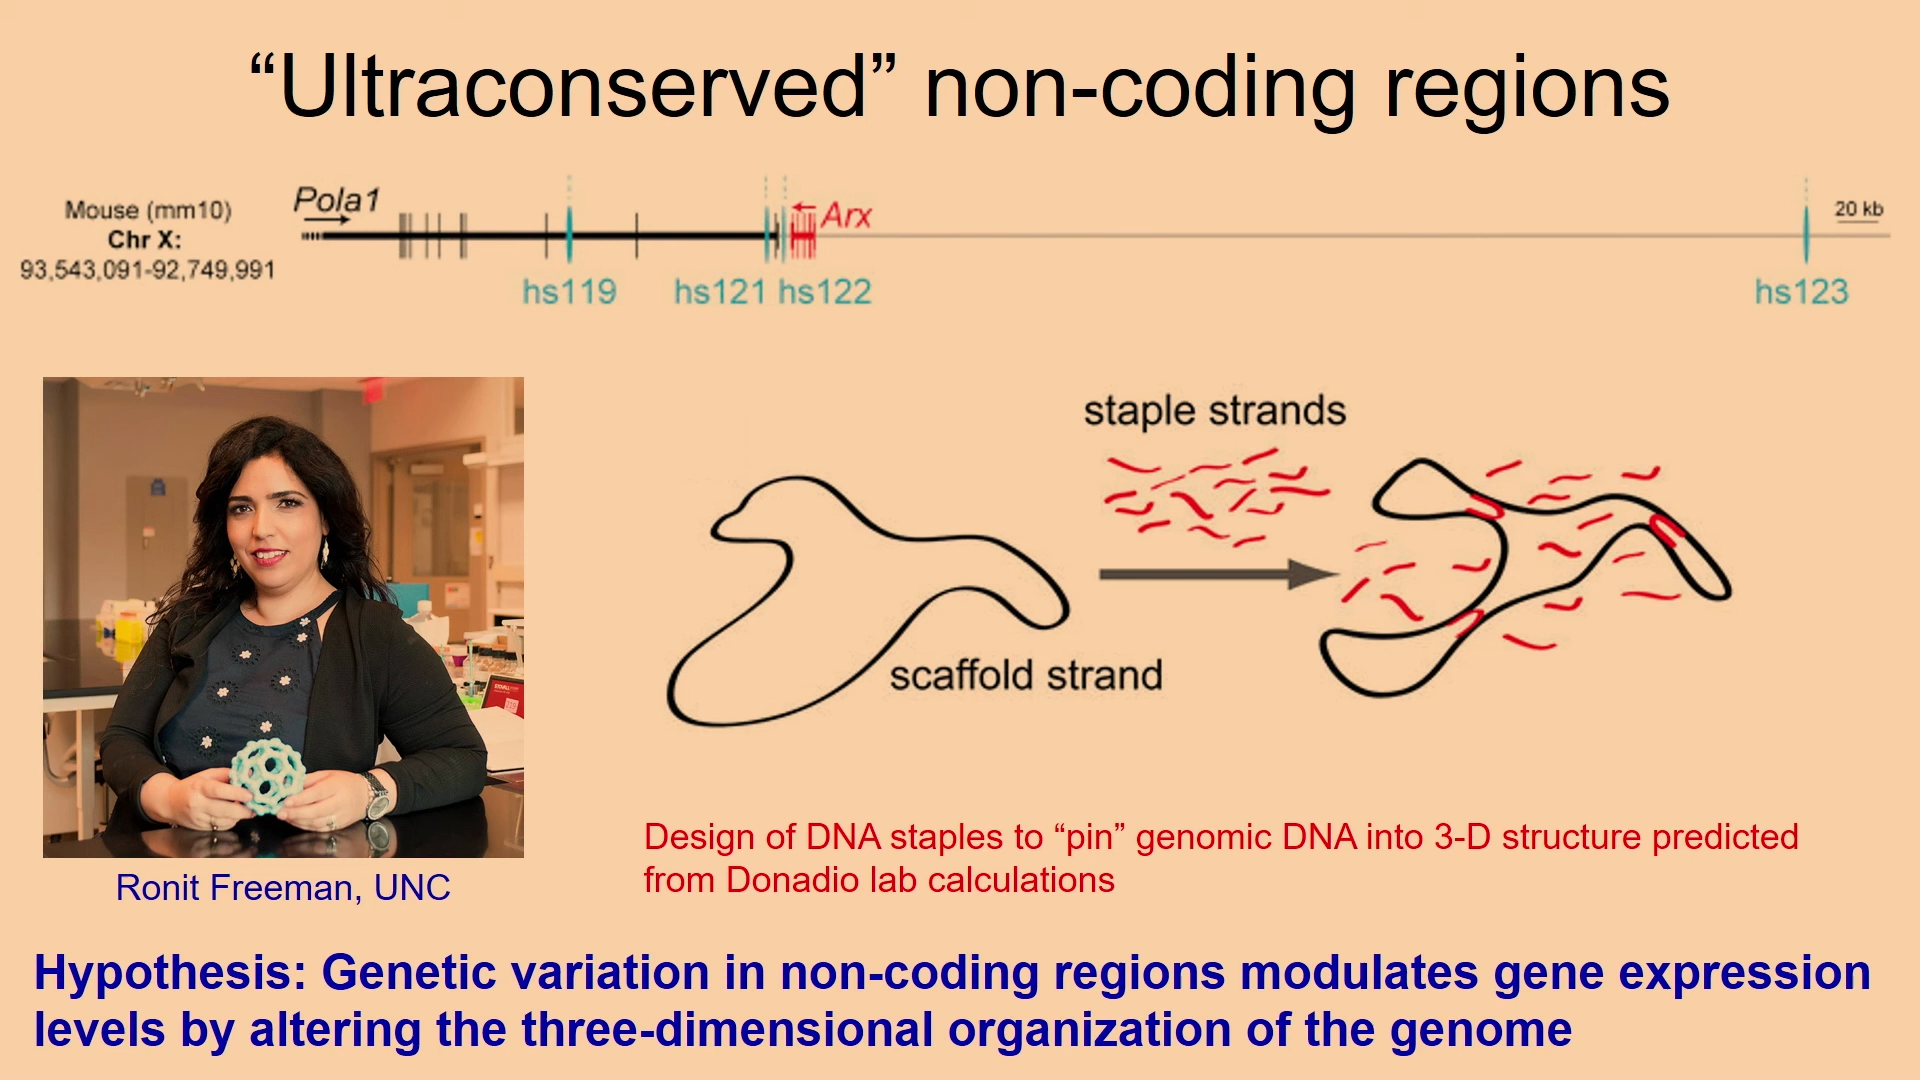 “Ultraconserved” non-coding regions
Pola1
Mouse (mm10)
Chr X:
93,543,091-92,749,991
Arx
20 kb
hs119
hs121
hs122
hs123
staple strands
scaffold strand
Design of DNA staples to “pin” genomic DNA into 3-D structure predicted
from Donadio lab calculations
Ronit Freeman, UNC
Hypothesis: Genetic variation in non-coding regions modulates gene expression
levels by altering the three-dimensional organization of the genome